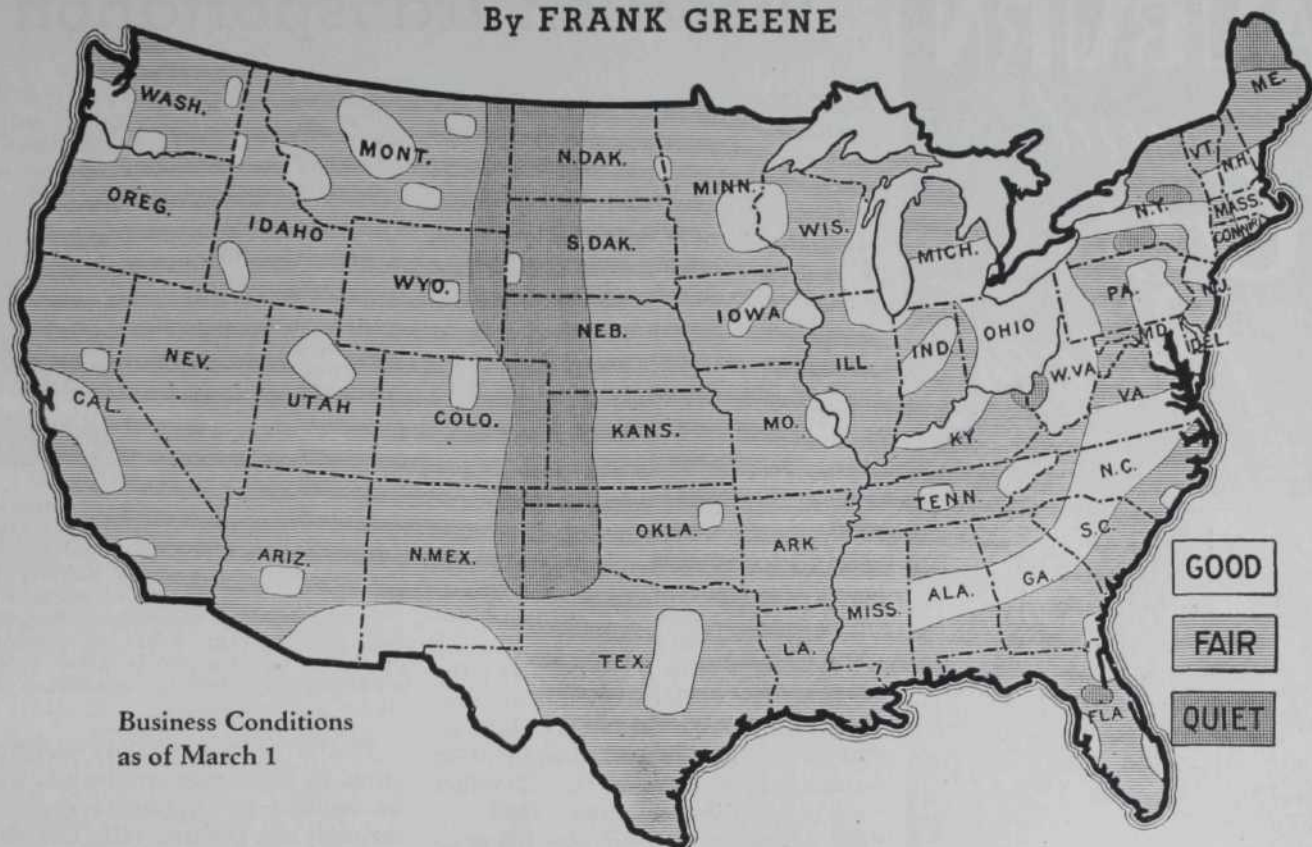 By FRANK GREENE
WASH.
MONT.
N.DAK.
MINN.
WIS.
MICH.
ME.
VT.
N.H.
N.Y.
MASS.
CONN.
OREG.
IDAHO
WYO.
S.DAK.
NEB.
IOWA
ILL.
IND.
OHIO
PA.
N.J.
MD.
DEL.
W.VA.
VA.
NEV.
UTAH
COLO.
KANS.
MO.
KY.
CAL.
ARIZ.
N.MEX.
OKLA.
ARK.
TENN.
N.C.
S.C.
MISS.
ALA.
GA.
TEX.
LA.
FLA
GOOD
FAIR
QUIET
Business Conditions
as of March 1